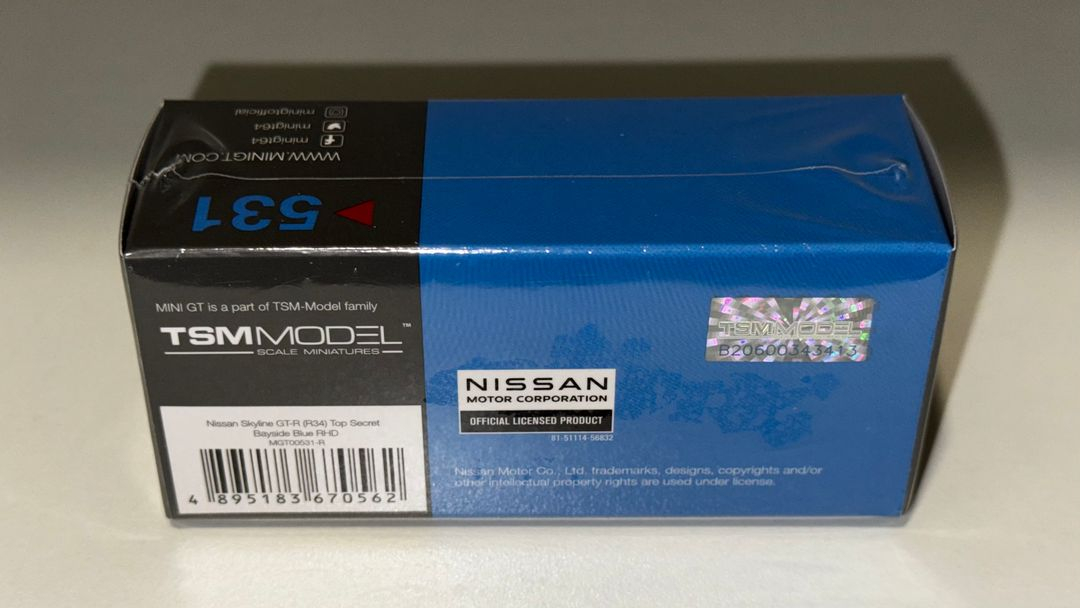 minigtofficial
minigt64
minigt64
WWW.MINIGT.COM
531
MINI GT is a part of TSM-Model family
TSMMODEL™
SCALE MINIATURES
TSMMODEL
B20600343413
NISSAN
MOTOR CORPORATION
OFFICIAL LICENSED PRODUCT
81-51114-56832
Nissan Skyline GT-R (R34) Top Secret
Bayside Blue RHD
MGT00531-R
4 895183 670562
Nissan Motor Co., Ltd. trademarks, designs, copyrights and/or
other intellectual property rights are used under license.